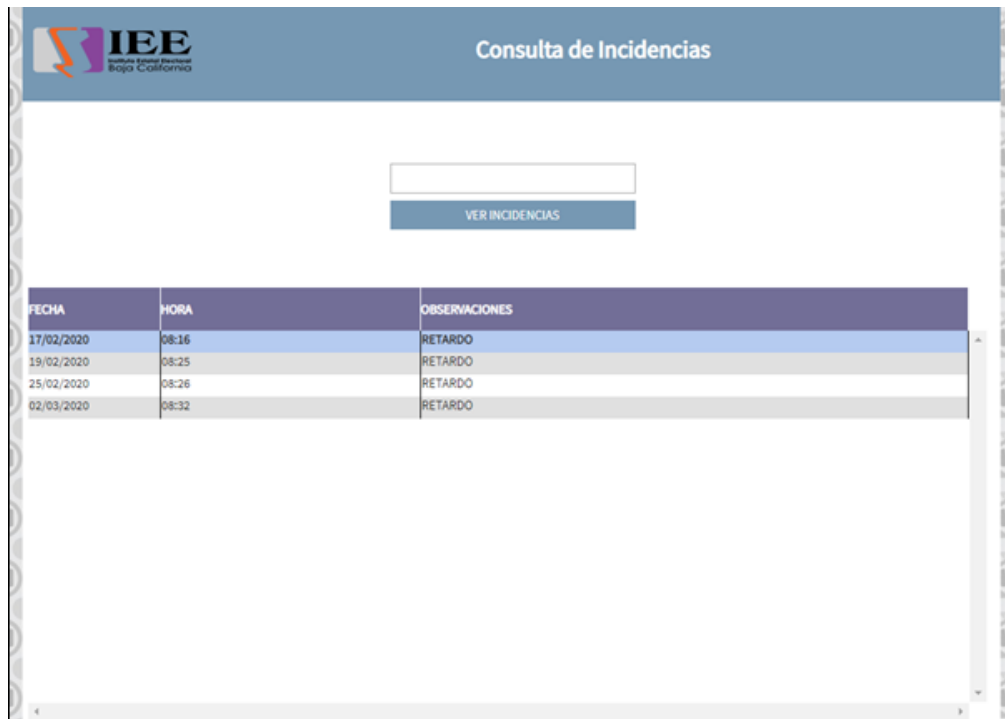 IEE
Instituto Estatal Electoral
Baja California
Consulta de Incidencias
VER INCIDENCIAS
FECHA HORA OBSERVACIONES
17/02/2020 08:16 RETARDO
19/02/2020 08:25 RETARDO
25/02/2020 08:26 RETARDO
02/03/2020 08:32 RETARDO